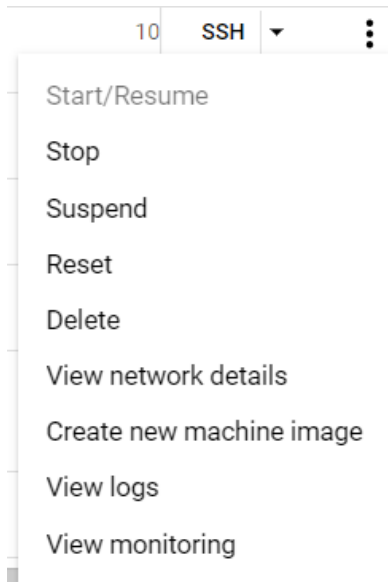 10 SSH
Start/Resume
Stop
Suspend
Reset
Delete
View network details
Create new machine image
View logs
View monitoring